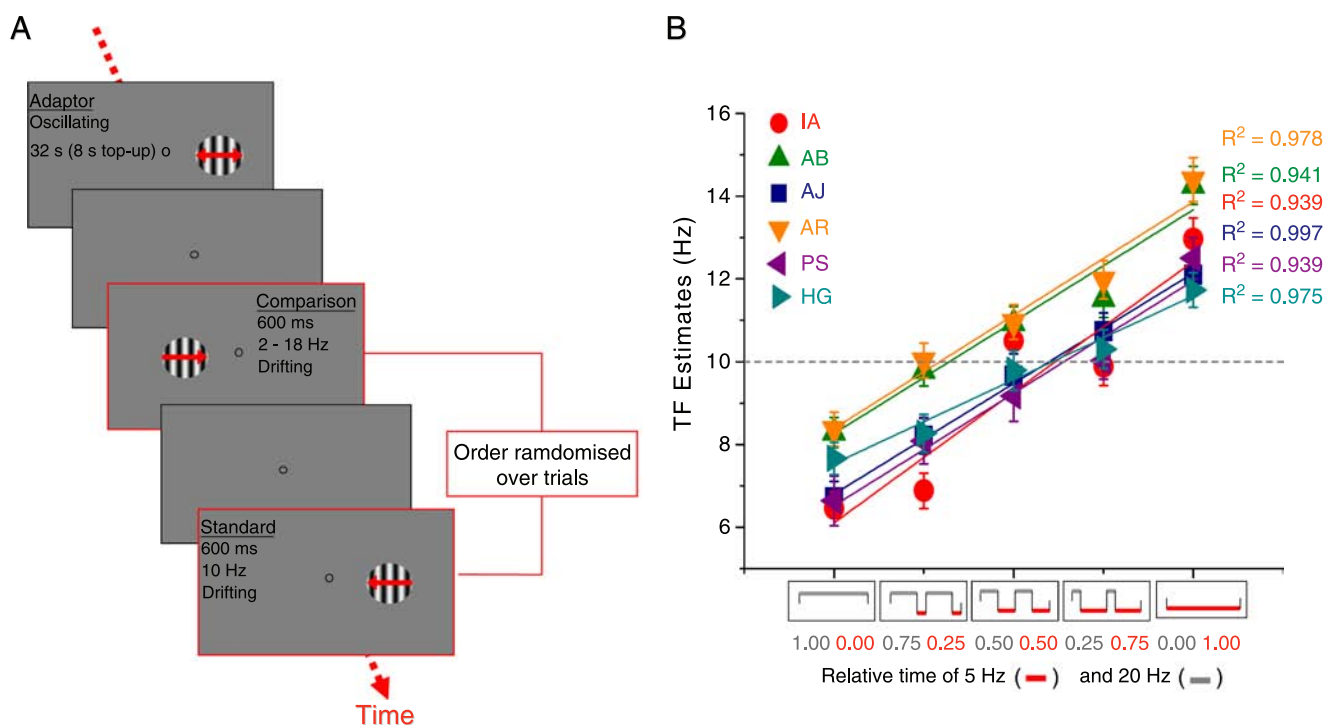 A
Adaptor
Oscillating
32 s (8 s top-up)
Comparison
600 ms
2 - 18 Hz
Drifting
Order ramdomised
over trials
Standard
600 ms
10 Hz
Drifting
Time
B
TF Estimates (Hz)
16
14
12
10
8
6
IA
AB
AJ
AR
PS
HG
R² = 0.978
R² = 0.941
R² = 0.939
R² = 0.997
R² = 0.939
R² = 0.975
1.00 0.00 0.75 0.25 0.50 0.50 0.25 0.75 0.00 1.00
Relative time of 5 Hz ( ) and 20 Hz ( )